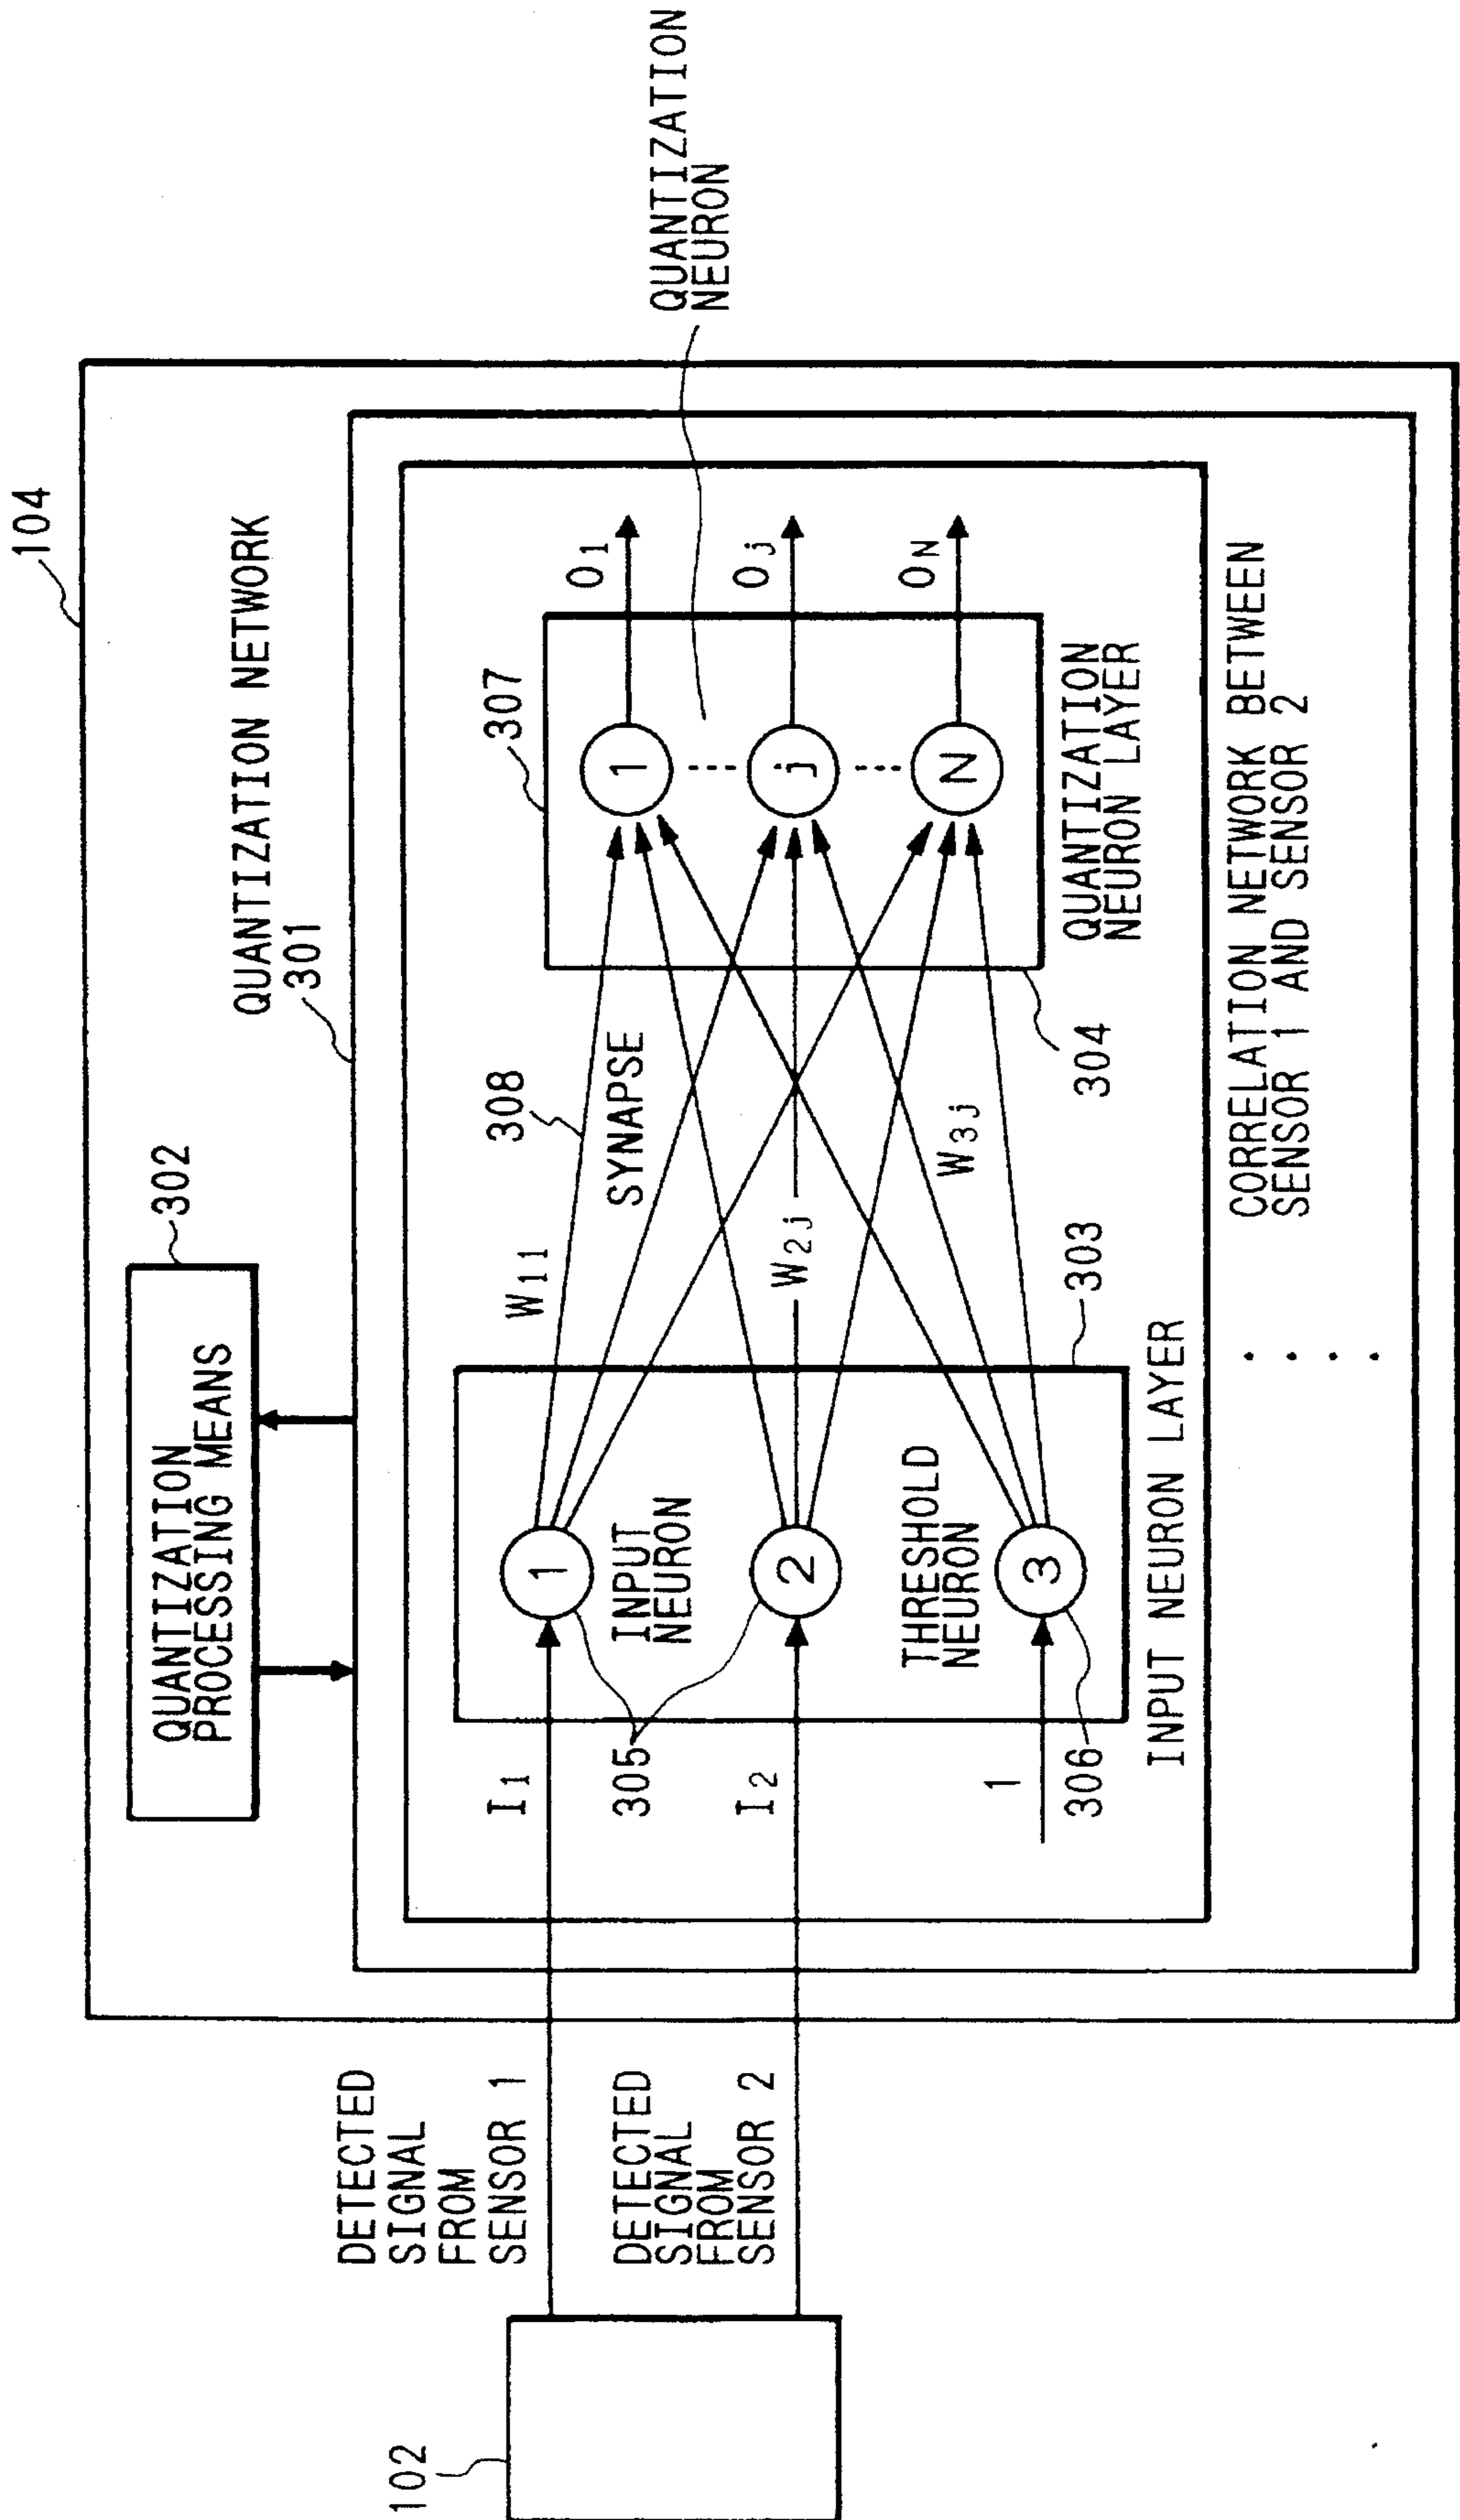 104
QUANTIZATION NETWORK
301
302
QUANTIZATION
PROCESSING MEANS
QUANTIZATION
NEURON
102
DETECTED
SIGNAL
FROM
SENSOR 1
DETECTED
SIGNAL
FROM
SENSOR 2
I1
305
I2
1
306
1
INPUT
NEURON
2
THRESHOLD
NEURON
3
INPUT NEURON LAYER
303
W11
308
SYNAPSE
W2j
W3j
304
307
1
j
N
QUANTIZATION
NEURON LAYER
O1
Oj
ON
CORRELATION NETWORK BETWEEN
SENSOR 1 AND SENSOR 2